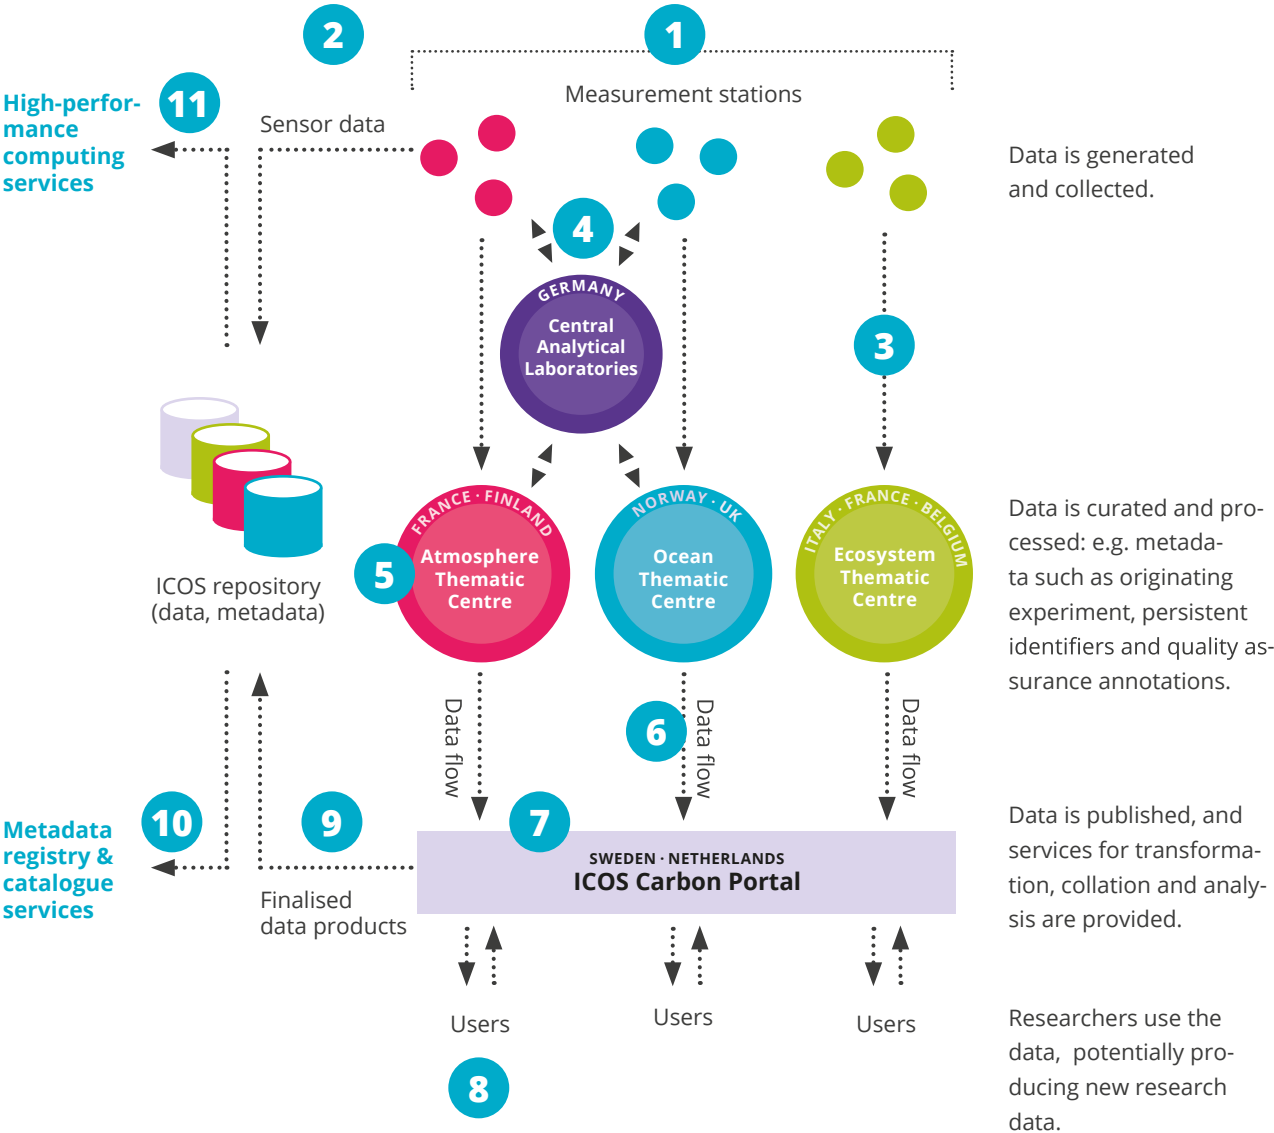 2
1
Measurement stations
High-perfor-
mance
computing
services
11
Sensor data
Data is generated
and collected.
4
GERMANY
Central
Analytical
Laboratories
3
ICOS repository
(data, metadata)
5
FRANCE · FINLAND
Atmosphere
Thematic
Centre
NORWAY · UK
Ocean
Thematic
Centre
ITALY · FRANCE · BELGIUM
Ecosystem
Thematic
Centre
Data is curated and pro-
cessed: e.g. metada-
ta such as originating
experiment, persistent
identifiers and quality as-
surance annotations.
Data flow
6
Data flow
Data flow
Metadata
registry &
catalogue
services
10
9
Finalised
data products
7
SWEDEN · NETHERLANDS
ICOS Carbon Portal
Data is published, and
services for transforma-
tion, collation and analy-
sis are provided.
Users
Users
Users
8
Researchers use the
data,  potentially pro-
ducing new research
data.